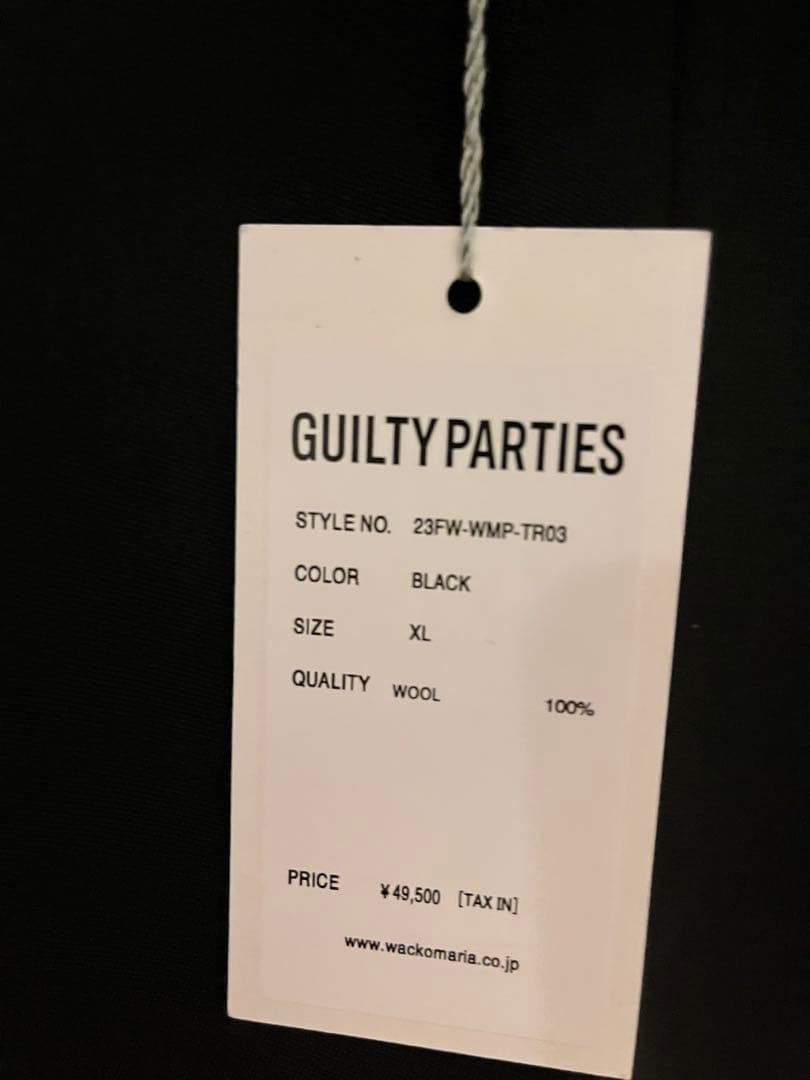 GUILTY PARTIES
STYLE NO. 23FW-WMP-TR03
COLOR BLACK
SIZE XL
QUALITY WOOL 100%
PRICE ¥49,500 [TAX IN]
www.wackomaria.co.jp